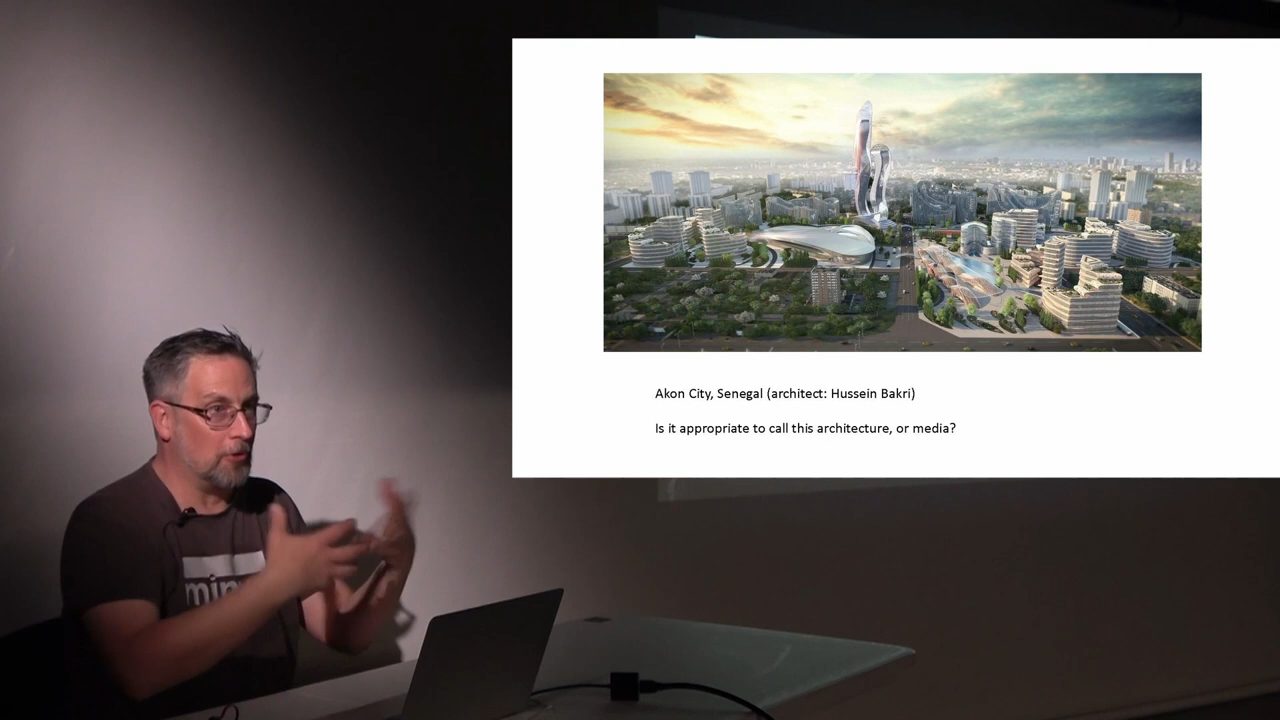 Akon City, Senegal (architect: Hussein Bakri)
Is it appropriate to call this architecture, or media?